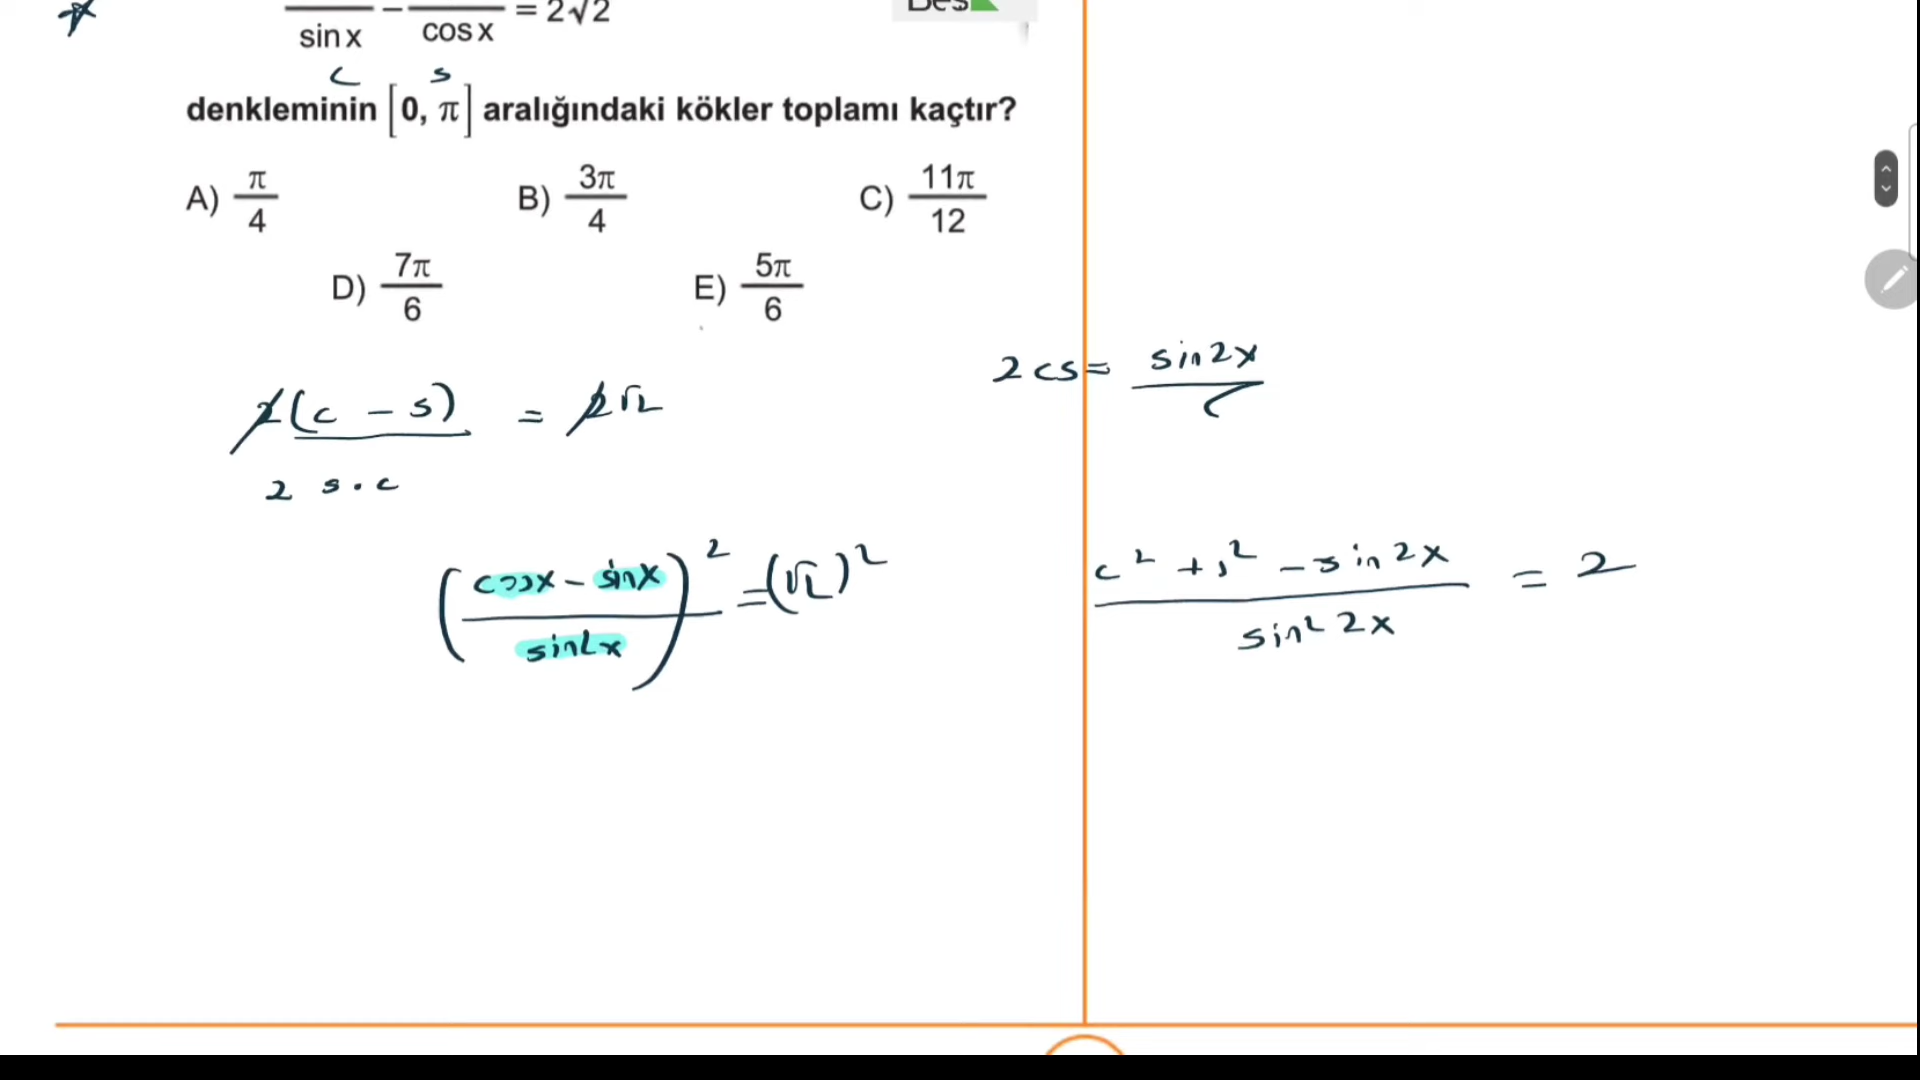 sin x − cos x = 2√2
c s
denkleminin [0, π] aralığındaki kökler toplamı kaçtır?
A) π/4 B) 3π/4 C) 11π/12
D) 7π/6 E) 5π/6
2cs = sin2x
2(c − s) = 2√2
2 s.c
(cosx − sinx / sin2x)² = (√2)²
c² + s² − sin2x / sin²2x = 2